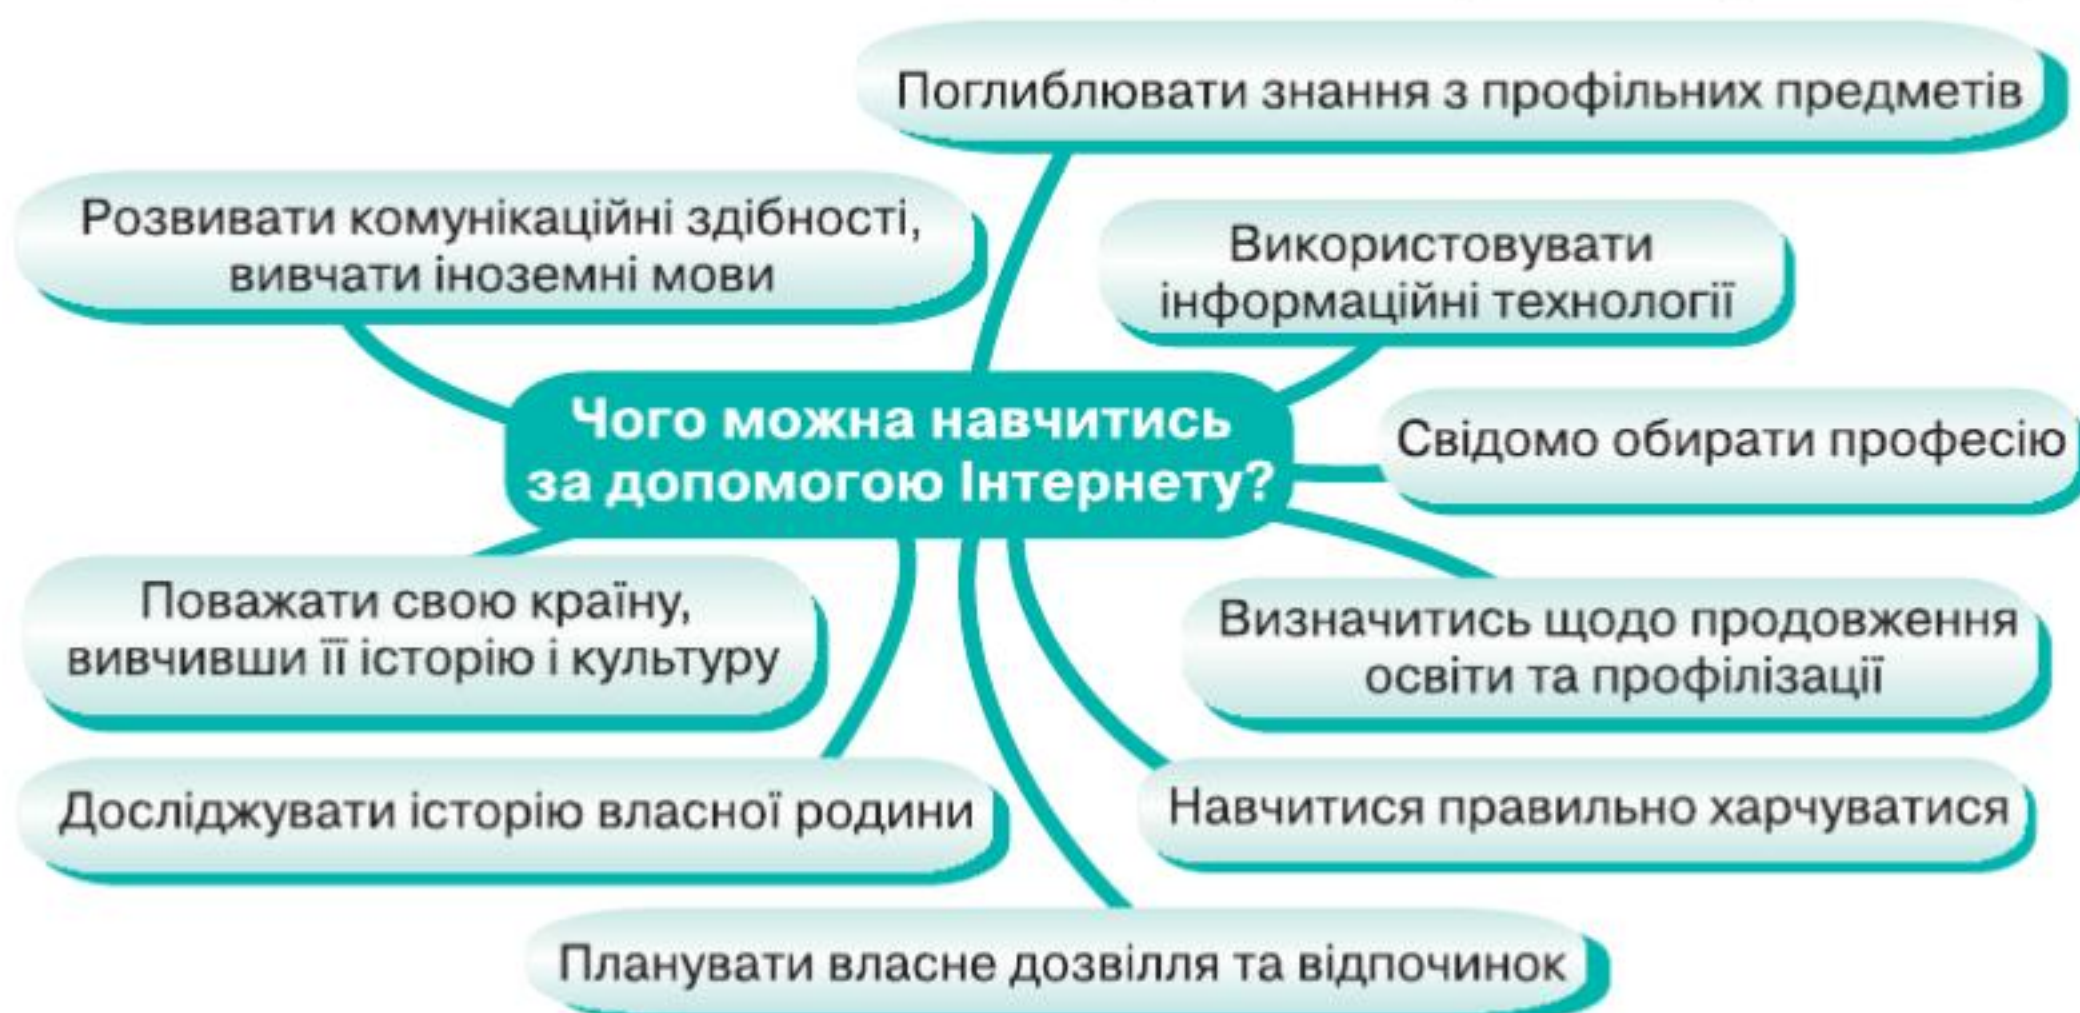 Поглиблювати знання з профільних предметів
Розвивати комунікаційні здібності,
вивчати іноземні мови
Використовувати
інформаційні технології
Чого можна навчитись
за допомогою Інтернету?
Свідомо обирати професію
Поважати свою країну,
вивчивши її історію і культуру
Визначитись щодо продовження
освіти та профілізації
Досліджувати історію власної родини
Навчитися правильно харчуватися
Планувати власне дозвілля та відпочинок